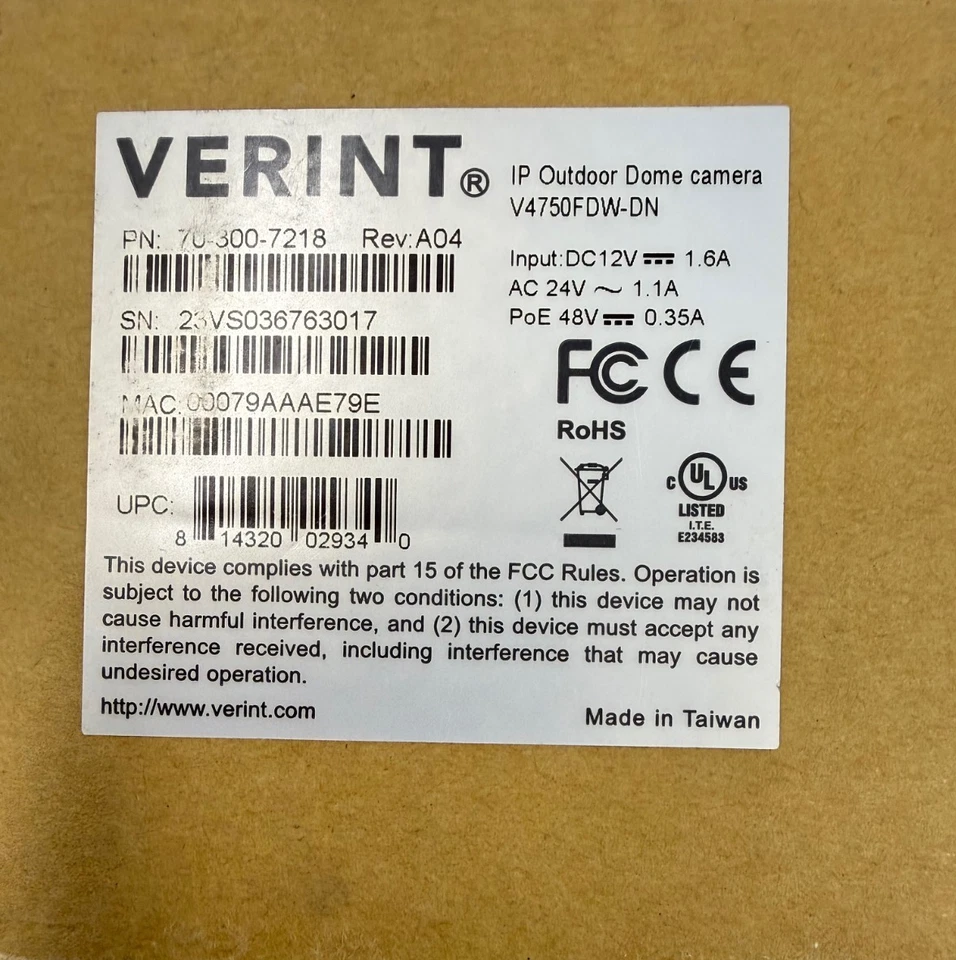 VERINT®
IP Outdoor Dome camera
V4750FDW-DN
PN: 70-300-7218 Rev:A04
Input:DC12V⎓ 1.6A
AC 24V ～ 1.1A
PoE 48V⎓ 0.35A
SN: 23VS036763017
MAC:00079AAAE79E
UPC:
8 14320 02934 0
FC CE
RoHS
c UL US
LISTED
I.T.E.
E234583
This device complies with part 15 of the FCC Rules. Operation is
subject to the following two conditions: (1) this device may not
cause harmful interference, and (2) this device must accept any
interference received, including interference that may cause
undesired operation.
http://www.verint.com
Made in Taiwan